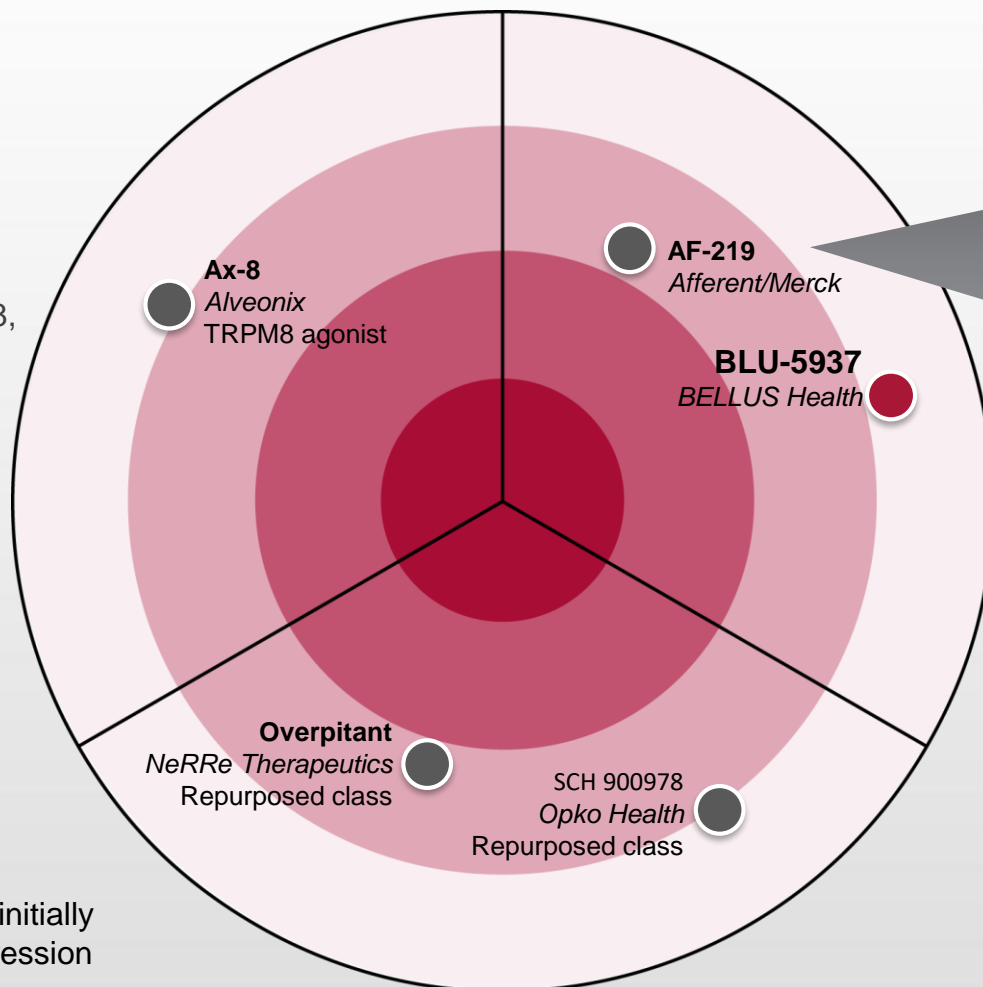 Ax-8
Alveonix
TRPM8 agonist
AF-219
Afferent/Merck
BLU-5937
BELLUS Health
Overpitant
NeRRe Therapeutics
Repurposed class
SCH 900978
Opko Health
Repurposed class
initially